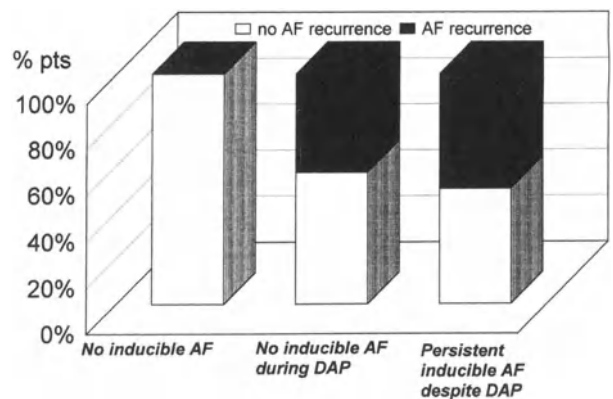 no AF recurrence AF recurrence
% pts
100%
80%
60%
40%
20%
0%
No inducible AF
No inducible AF
during DAP
Persistent
inducible AF
despite DAP